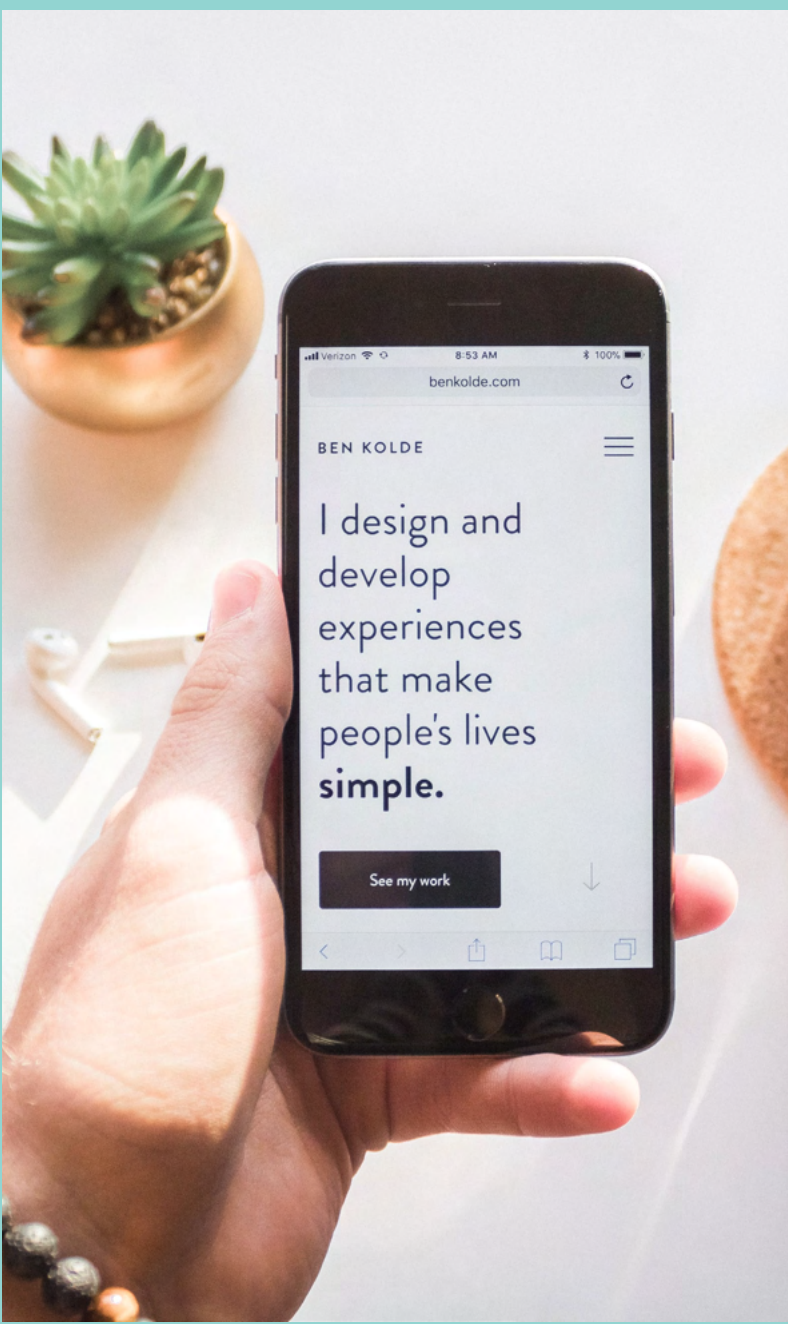 Verizon 8:53 AM 100%
benkolde.com
BEN KOLDE
I design and
develop
experiences
that make
people's lives
simple.
See my work